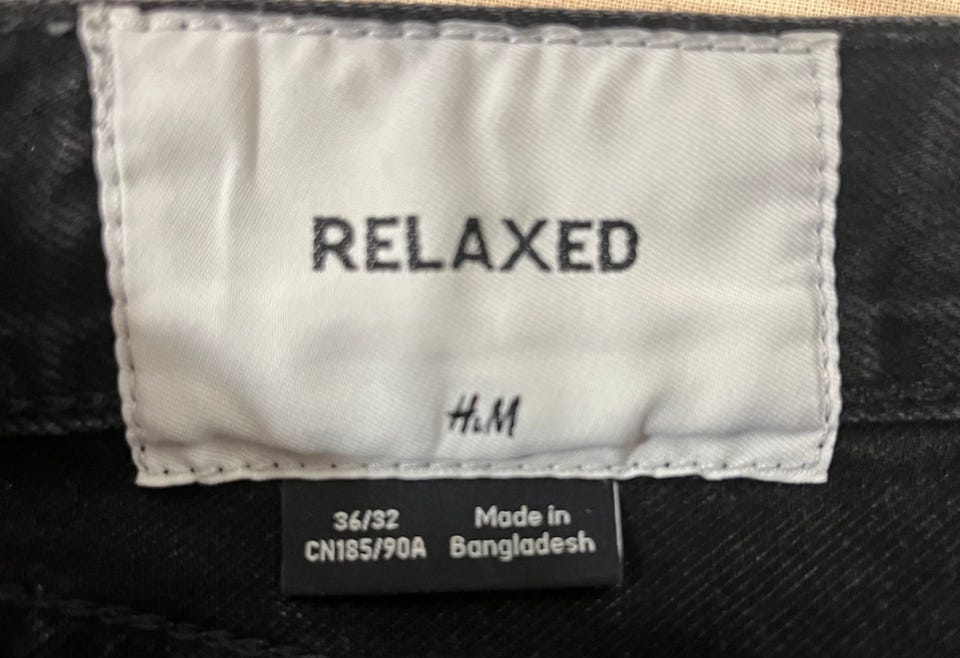 RELAXED
H&M
36/32
CN185/90A
Made in
Bangladesh